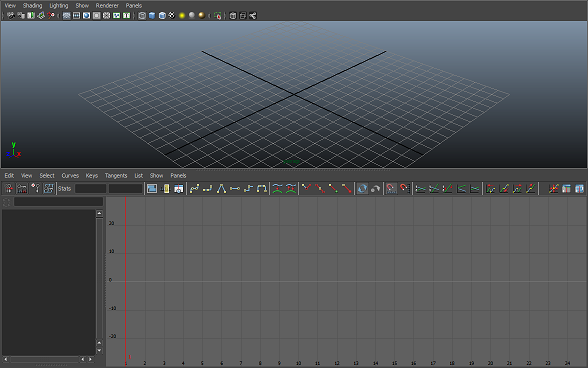 View Shading Lighting Show Renderer Panels
y
x
Edit View Select Curves Keys Tangents List Show Panels
Stats
20
10
0
-10
-20
1 2 3 4 5 6 7 8 9 10 11 12 13 14 15 16 17 18 19 20 21 22 23 24